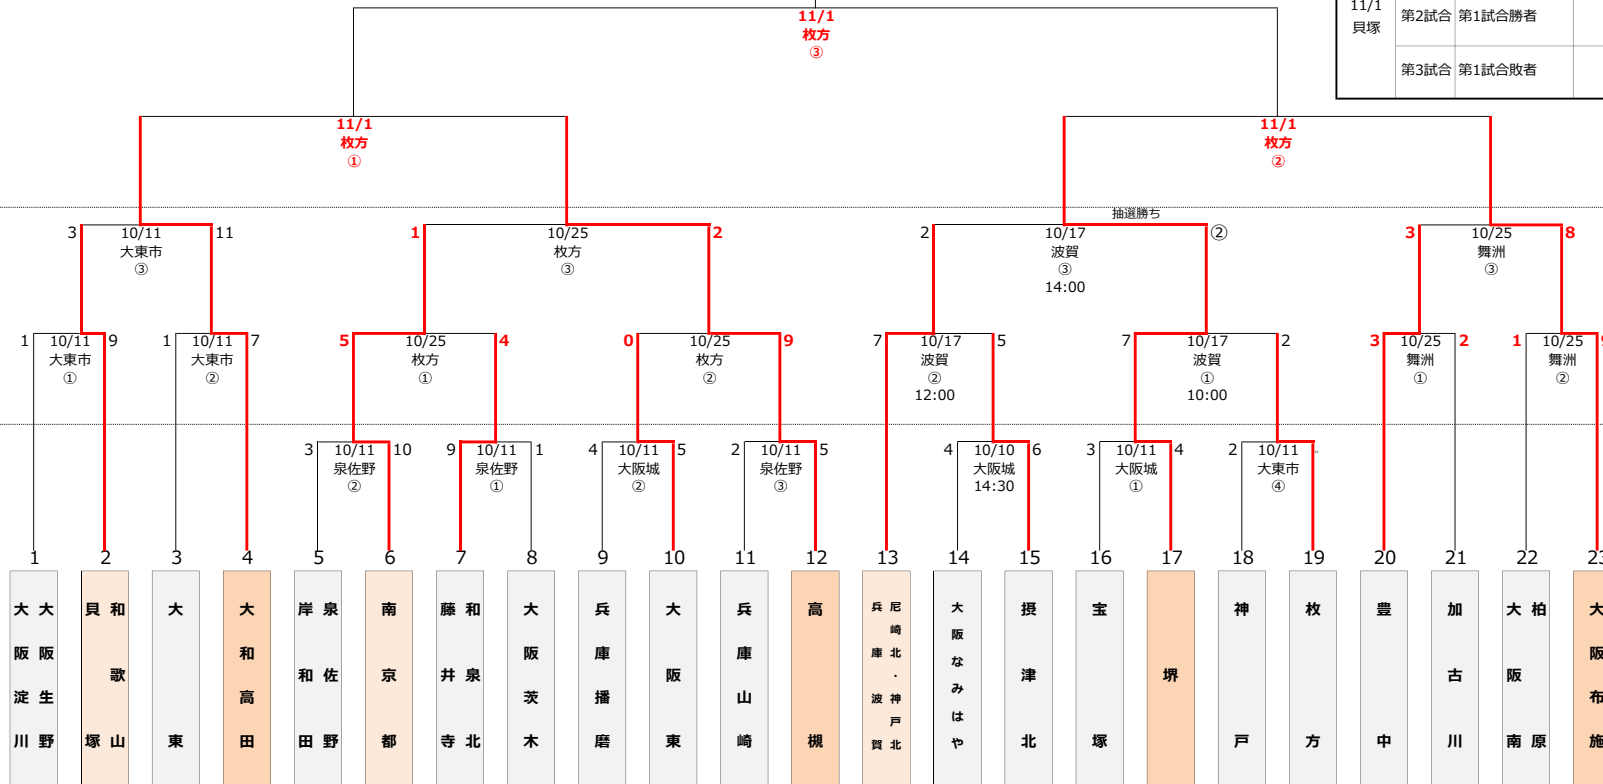 11/1
貝塚
第2試合 第1試合勝者
第3試合 第1試合敗者
11/1
枚方
③
11/1
枚方
①
11/1
枚方
②
抽選勝ち
3 10/11 11
大東市
③
1 10/25 2
枚方
③
2 10/17 ②
波賀
③
14:00
3 10/25 8
舞洲
③
1 10/11 9
大東市
①
1 10/11 7
大東市
②
5 10/25 4
枚方
①
0 10/25 9
枚方
②
7 10/17 5
波賀
②
12:00
7 10/17 2
波賀
①
10:00
3 10/25 2
舞洲
①
1 10/25
舞洲
②
3 10/11 10
泉佐野
②
9 10/11 1
泉佐野
①
4 10/11 5
大阪城
②
2 10/11 5
泉佐野
③
4 10/10 6
大阪城
14:30
3 10/11 4
大阪城
①
2 10/11
大東市
④
1 2 3 4 5 6 7 8 9 10 11 12 13 14 15 16 17 18 19 20 21 22 23
大阪淀川
大阪生野
貝塚
和歌山
大東
大和高田
岸和田
泉佐野
南京都
藤井寺
和泉北
大阪茨木
兵庫播磨
大阪東
兵庫山崎
高槻
兵庫波賀
尼崎北・神戸北
大阪なみはや
摂津北
宝塚
堺
神戸
枚方
豊中
加古川
大阪南
柏原
大阪布施